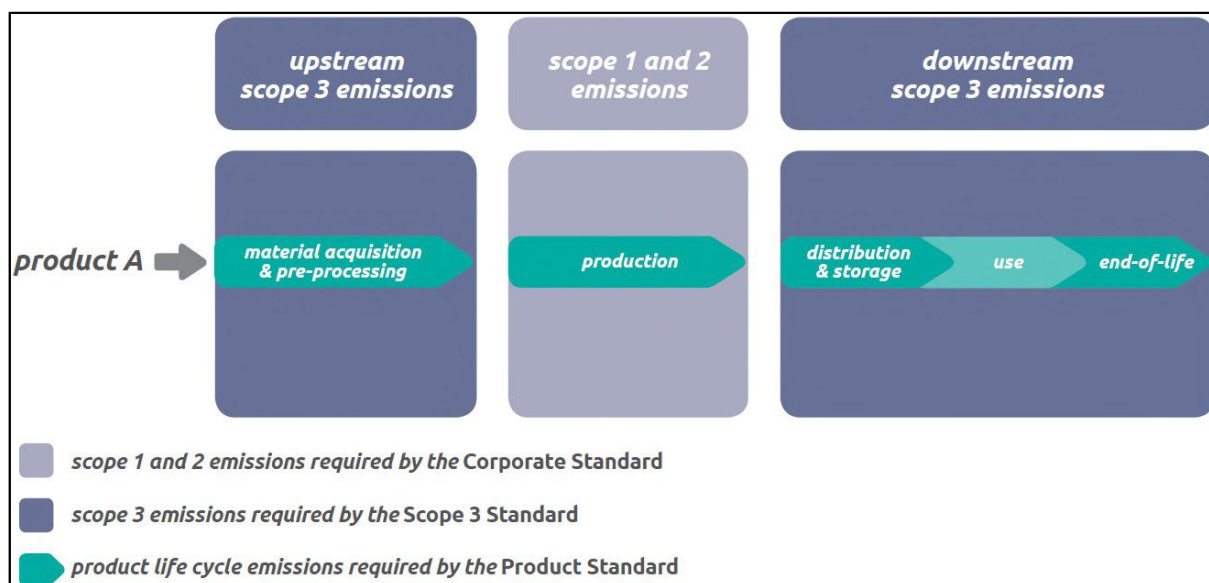 upstream
scope 3 emissions
scope 1 and 2
emissions
downstream
scope 3 emissions
product A
material acquisition
& pre-processing
production
distribution
& storage
use
end-of-life
scope 1 and 2 emissions required by the Corporate Standard
scope 3 emissions required by the Scope 3 Standard
product life cycle emissions required by the Product Standard